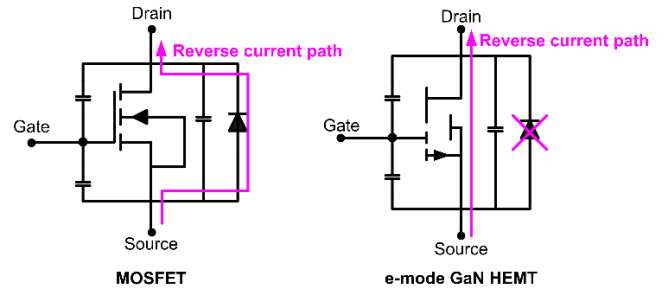 Drain
Reverse current path
Gate
Source
MOSFET
Drain
Reverse current path
Gate
Source
e-mode GaN HEMT